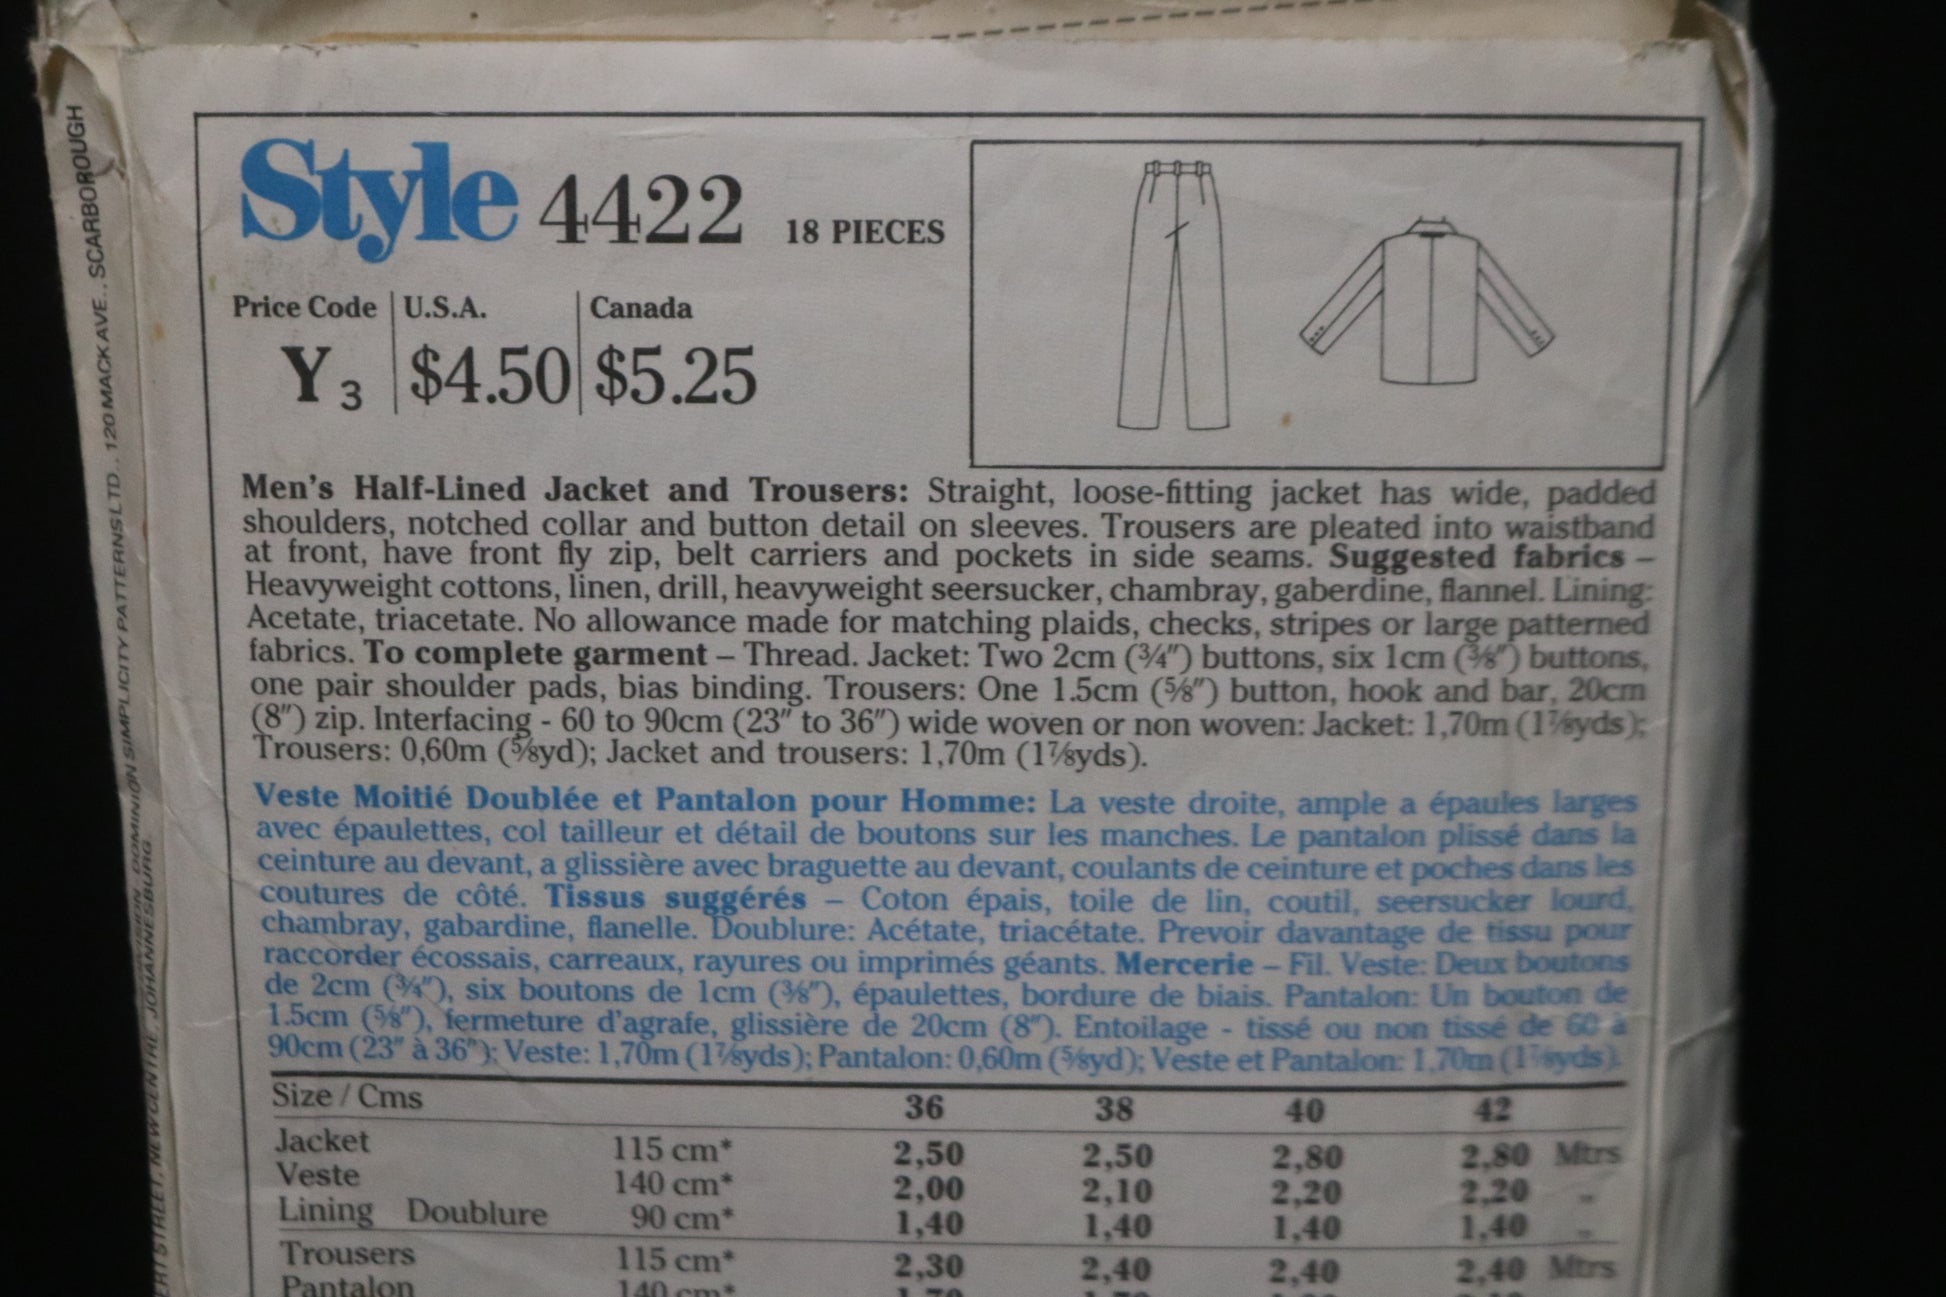 Style 4422 18 PIECES
Price Code U.S.A. Canada
Y3 $4.50 $5.25
Men's Half-Lined Jacket and Trousers: Straight, loose-fitting jacket has wide, padded
shoulders, notched collar and button detail on sleeves. Trousers are pleated into waistband
at front, have front fly zip, belt carriers and pockets in side seams. Suggested fabrics –
Heavyweight cottons, linen, drill, heavyweight seersucker, chambray, gaberdine, flannel. Lining:
Acetate, triacetate. No allowance made for matching plaids, checks, stripes or large patterned
fabrics. To complete garment – Thread. Jacket: Two 2cm (¾") buttons, six 1cm (⅜") buttons,
one pair shoulder pads, bias binding. Trousers: One 1.5cm (⅝") button, hook and bar, 20cm
(8") zip. Interfacing - 60 to 90cm (23" to 36") wide woven or non woven: Jacket: 1,70m (1⅞yds);
Trousers: 0,60m (⅝yd); Jacket and trousers: 1,70m (1⅞yds).
Veste Moitié Doublée et Pantalon pour Homme: La veste droite, ample a épaules larges
avec épaulettes, col tailleur et détail de boutons sur les manches. Le pantalon plissé dans la
ceinture au devant, a glissière avec braguette au devant, coulants de ceinture et poches dans les
coutures de côté. Tissus suggérés – Coton épais, toile de lin, coutil, seersucker lourd,
chambray, gabardine, flanelle. Doublure: Acétate, triacétate. Prevoir davantage de tissu pour
raccorder écossais, carreaux, rayures ou imprimés géants. Mercerie – Fil. Veste: Deux boutons
de 2cm (¾"), six boutons de 1cm (⅜"), épaulettes, bordure de biais. Pantalon: Un bouton de
1.5cm (⅝"), fermeture d'agrafe, glissière de 20cm (8"). Entoilage - tissé ou non tissé de 60 à
90cm (23" à 36"): Veste: 1,70m (1⅞yds); Pantalon: 0,60m (⅝yd); Veste et Pantalon: 1,70m (1⅞yds).
Size / Cms 36 38 40 42
Jacket 115 cm* 2,50 2,50 2,80 2,80 Mtrs
Veste 140 cm* 2,00 2,10 2,20 2,20 "
Lining Doublure 90 cm* 1,40 1,40 1,40 1,40 "
Trousers 115 cm* 2,30 2,40 2,40 2,40 Mtrs
Pantalon 140 cm*
DOMINION SIMPLICITY PATTERNS LTD., 120 MACK AVE., SCARBOROUGH
STREET, NEW CENTRE, JOHANNESBURG.